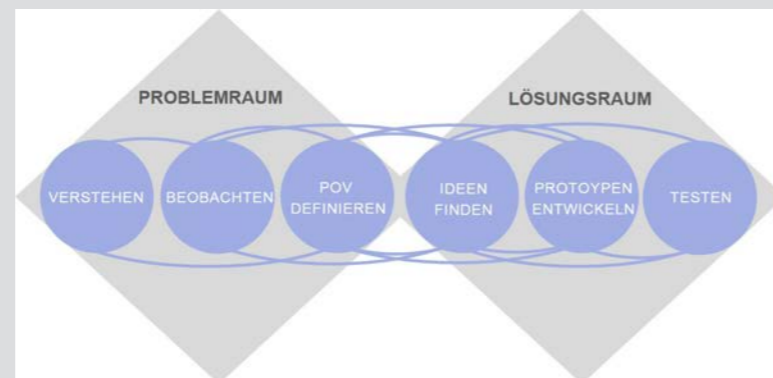 PROBLEMRAUM
LÖSUNGSRAUM
VERSTEHEN
BEOBACHTEN
POV
DEFINIEREN
IDEEN
FINDEN
PROTOYPEN
ENTWICKELN
TESTEN